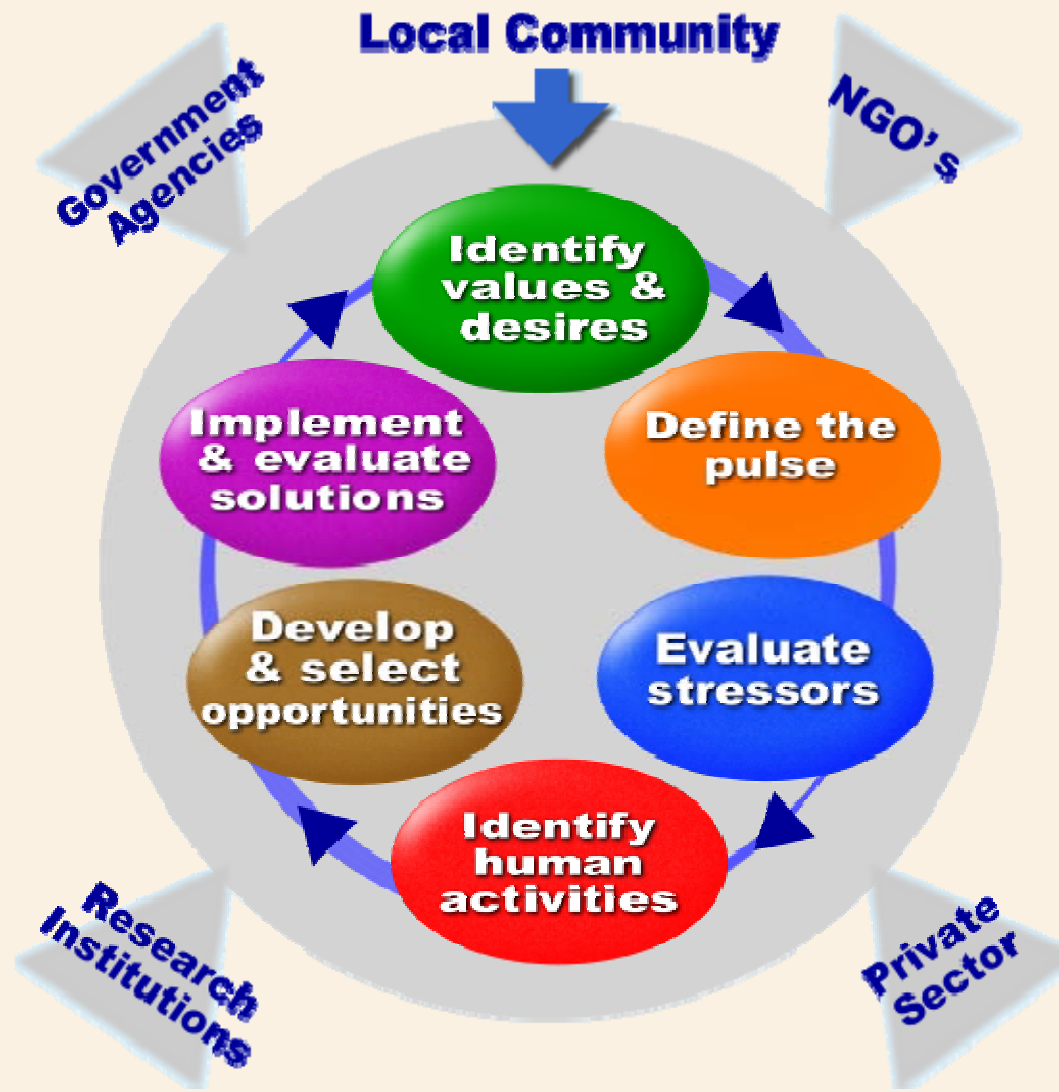 Local Community
Government
Agencies
NGO's
Identify
values &
desires
Define the
pulse
Evaluate
stressors
Identify
human
activities
Develop
& select
opportunities
Implement
& evaluate
solutions
Research
Institutions
Private
Sector